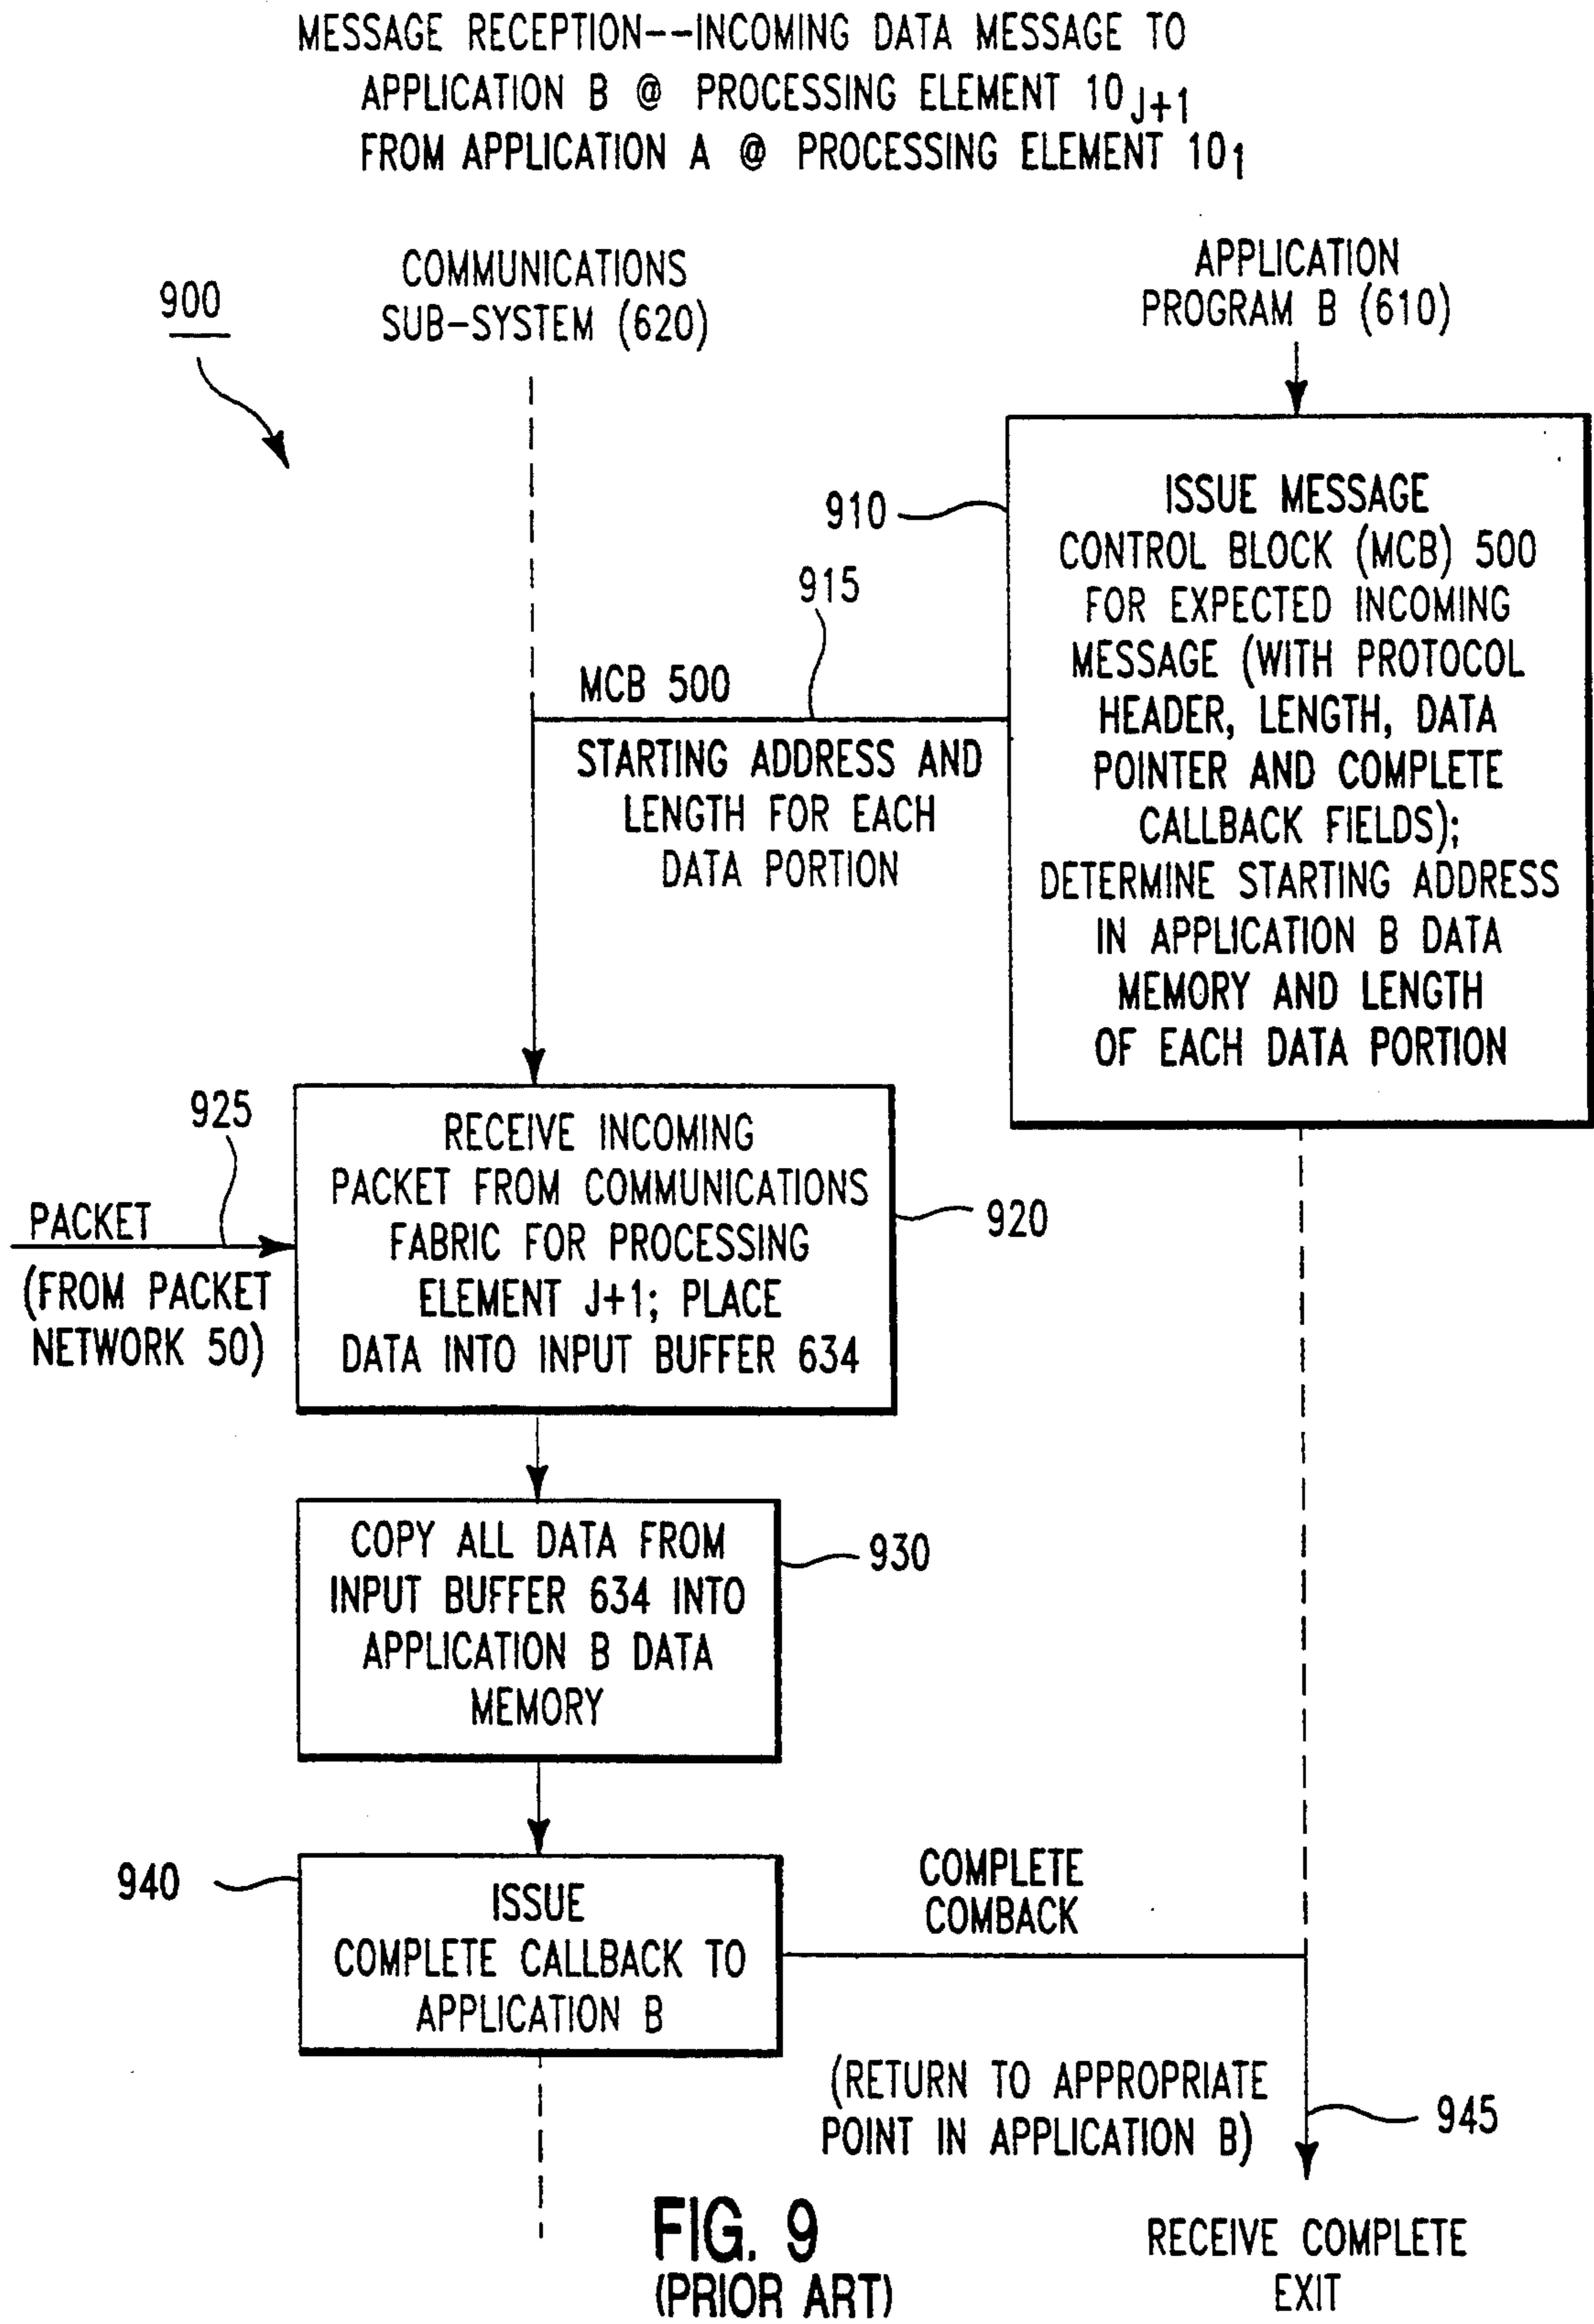 MESSAGE RECEPTION--INCOMING DATA MESSAGE TO
APPLICATION B @ PROCESSING ELEMENT 10 J+1
FROM APPLICATION A @ PROCESSING ELEMENT 10 1
900
COMMUNICATIONS
SUB-SYSTEM (620)
APPLICATION
PROGRAM B (610)
910
ISSUE MESSAGE
CONTROL BLOCK (MCB) 500
FOR EXPECTED INCOMING
MESSAGE (WITH PROTOCOL
HEADER, LENGTH, DATA
POINTER AND COMPLETE
CALLBACK FIELDS);
DETERMINE STARTING ADDRESS
IN APPLICATION B DATA
MEMORY AND LENGTH
OF EACH DATA PORTION
915
MCB 500
STARTING ADDRESS AND
LENGTH FOR EACH
DATA PORTION
925
PACKET
(FROM PACKET
NETWORK 50)
RECEIVE INCOMING
PACKET FROM COMMUNICATIONS
FABRIC FOR PROCESSING
ELEMENT J+1; PLACE
DATA INTO INPUT BUFFER 634
920
COPY ALL DATA FROM
INPUT BUFFER 634 INTO
APPLICATION B DATA
MEMORY
930
940
ISSUE
COMPLETE CALLBACK TO
APPLICATION B
COMPLETE
COMBACK
(RETURN TO APPROPRIATE
POINT IN APPLICATION B)
945
RECEIVE COMPLETE
EXIT
FIG. 9
(PRIOR ART)